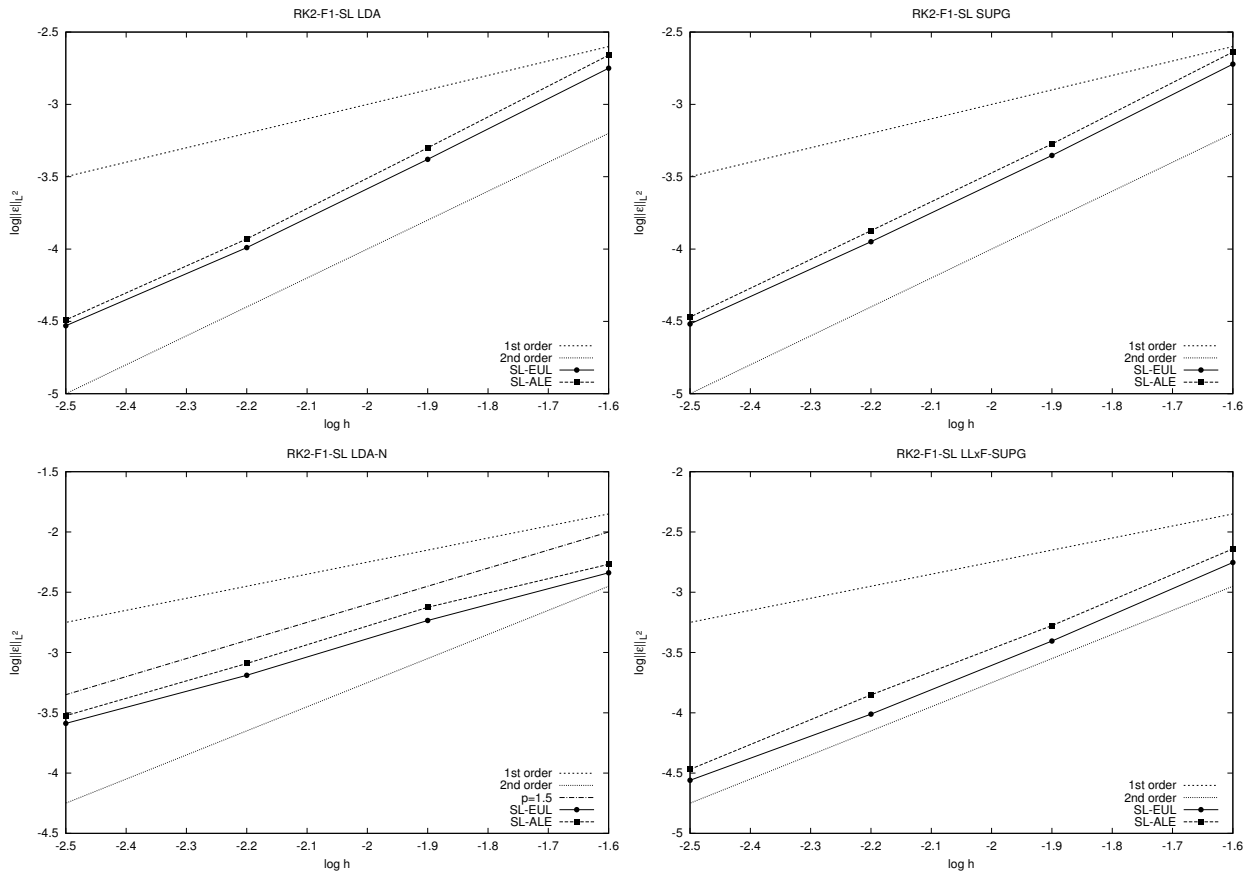 RK2-F1-SL LDA
-2.5
-3
-3.5
-4
-4.5
-5
log||ε||L²
1st order
2nd order
SL-EUL
SL-ALE
-2.5 -2.4 -2.3 -2.2 -2.1 -2 -1.9 -1.8 -1.7 -1.6
log h
RK2-F1-SL SUPG
-2.5
-3
-3.5
-4
-4.5
-5
log||ε||L²
1st order
2nd order
SL-EUL
SL-ALE
-2.5 -2.4 -2.3 -2.2 -2.1 -2 -1.9 -1.8 -1.7 -1.6
log h
RK2-F1-SL LDA-N
-1.5
-2
-2.5
-3
-3.5
-4
-4.5
log||ε||L²
1st order
2nd order
p=1.5
SL-EUL
SL-ALE
-2.5 -2.4 -2.3 -2.2 -2.1 -2 -1.9 -1.8 -1.7 -1.6
log h
RK2-F1-SL LLxF-SUPG
-2
-2.5
-3
-3.5
-4
-4.5
-5
log||ε||L²
1st order
2nd order
SL-EUL
SL-ALE
-2.5 -2.4 -2.3 -2.2 -2.1 -2 -1.9 -1.8 -1.7 -1.6
log h